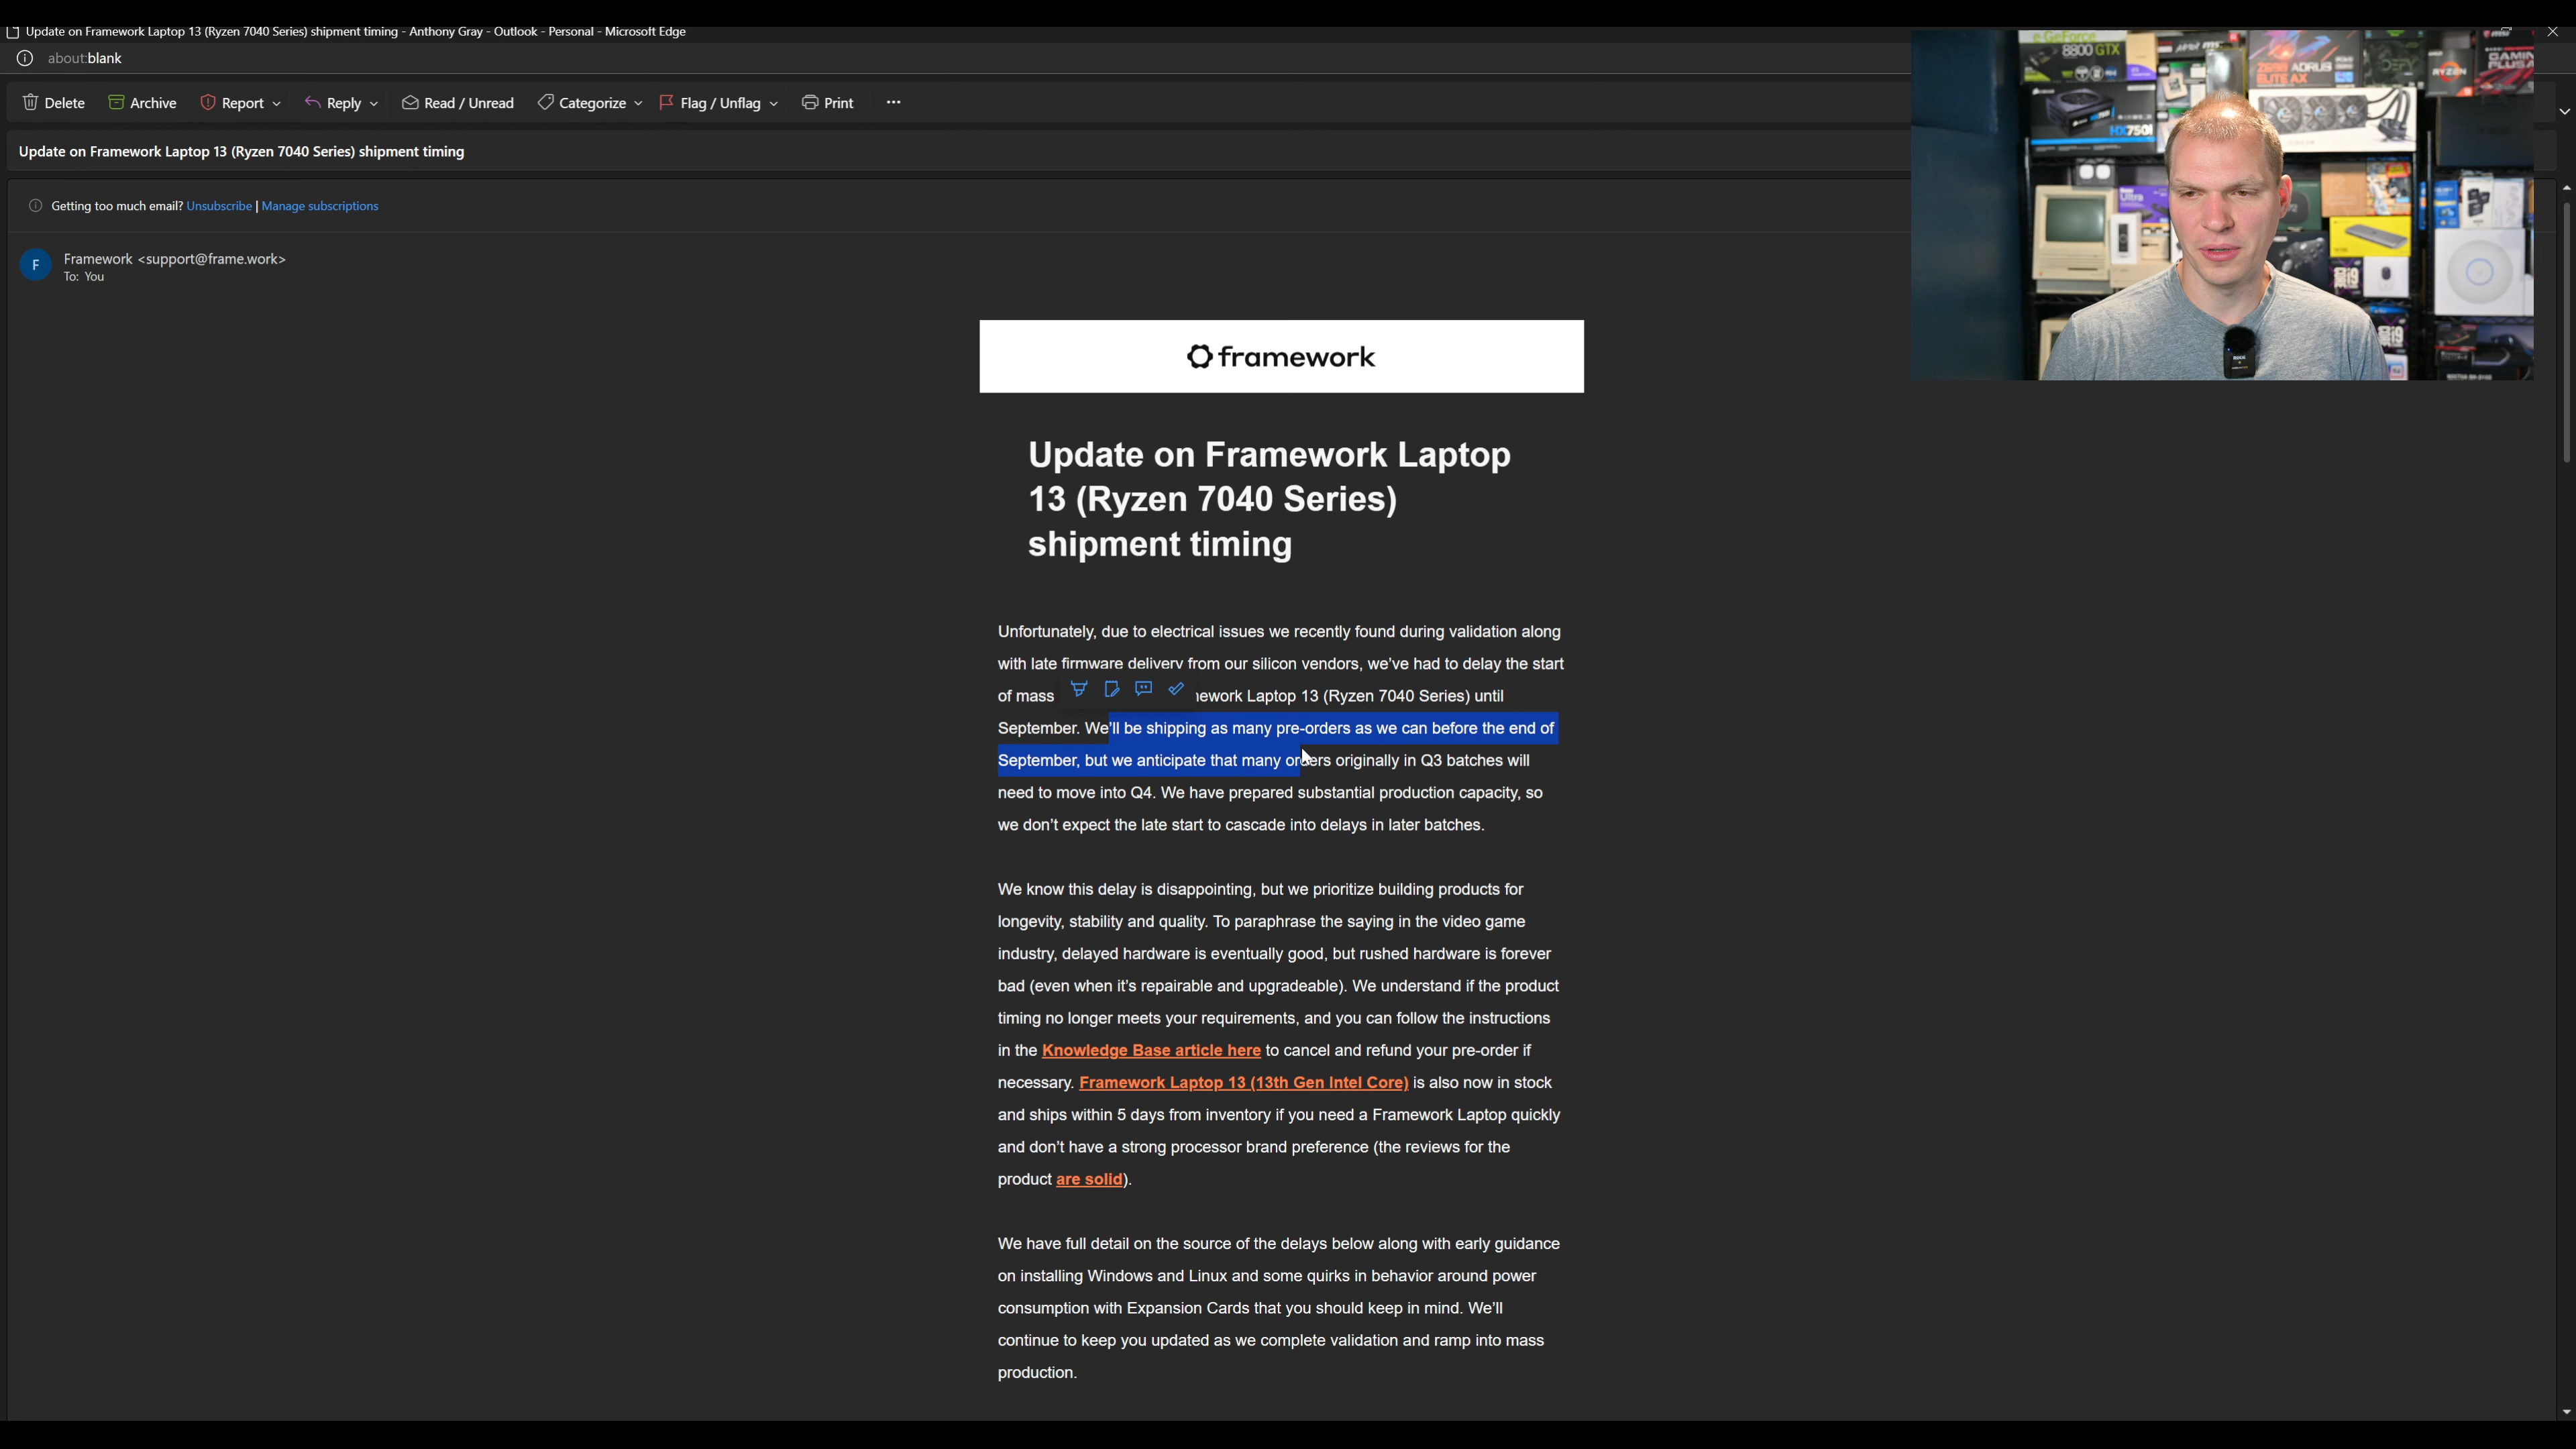 Update on Framework Laptop 13 (Ryzen 7040 Series) shipment timing - Anthony Gray - Outlook - Personal - Microsoft Edge
about:blank
Delete Archive Report Reply Read / Unread Categorize Flag / Unflag Print ...
Update on Framework Laptop 13 (Ryzen 7040 Series) shipment timing
Getting too much email? Unsubscribe | Manage subscriptions
F
Framework <support@frame.work>
To: You
e-GeForce
8800 GTX
Z690 AORUS
ELITE AX
RYZEN
GAMING
PLUS
HX750i
Ultra
framework
Update on Framework Laptop
13 (Ryzen 7040 Series)
shipment timing
Unfortunately, due to electrical issues we recently found during validation along
with late firmware delivery from our silicon vendors, we've had to delay the start
of mass ework Laptop 13 (Ryzen 7040 Series) until
September. We'll be shipping as many pre-orders as we can before the end of
September, but we anticipate that many orders originally in Q3 batches will
need to move into Q4. We have prepared substantial production capacity, so
we don't expect the late start to cascade into delays in later batches.
We know this delay is disappointing, but we prioritize building products for
longevity, stability and quality. To paraphrase the saying in the video game
industry, delayed hardware is eventually good, but rushed hardware is forever
bad (even when it's repairable and upgradeable). We understand if the product
timing no longer meets your requirements, and you can follow the instructions
in the Knowledge Base article here to cancel and refund your pre-order if
necessary. Framework Laptop 13 (13th Gen Intel Core) is also now in stock
and ships within 5 days from inventory if you need a Framework Laptop quickly
and don't have a strong processor brand preference (the reviews for the
product are solid).
We have full detail on the source of the delays below along with early guidance
on installing Windows and Linux and some quirks in behavior around power
consumption with Expansion Cards that you should keep in mind. We'll
continue to keep you updated as we complete validation and ramp into mass
production.